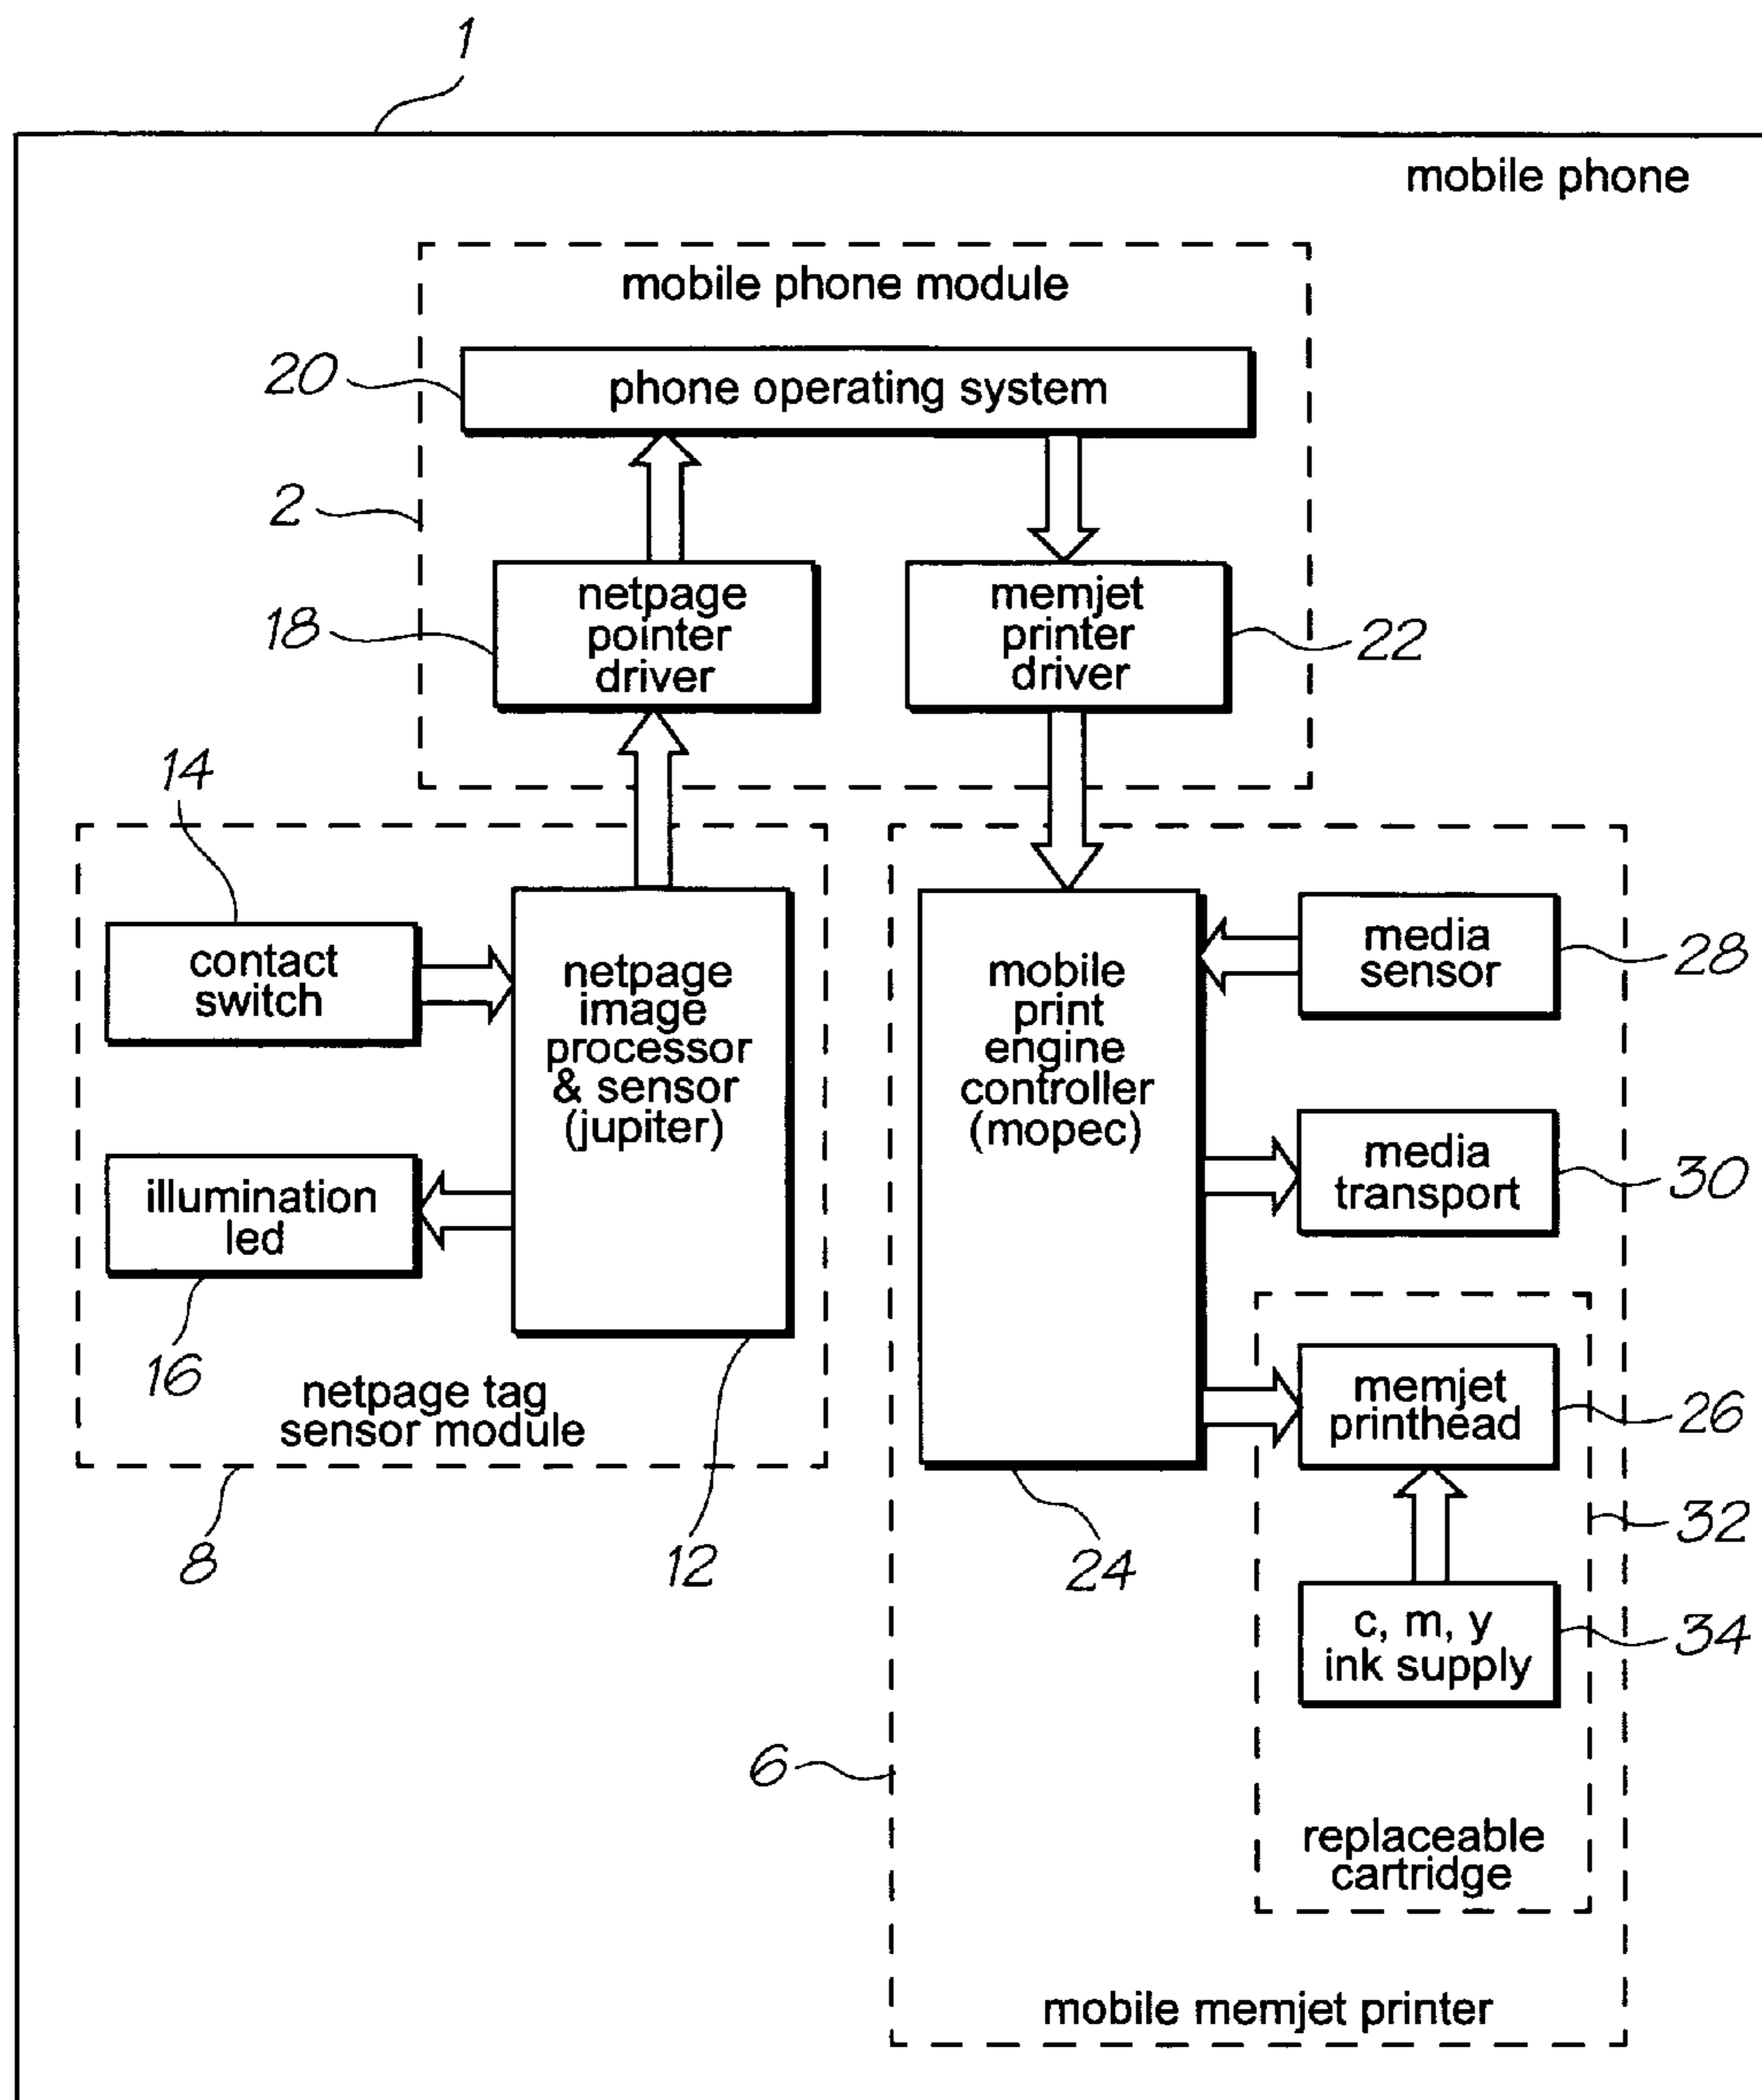 1
mobile phone
mobile phone module
20
phone operating system
2
18
netpage
pointer
driver
memjet
printer
driver
22
14
contact
switch
netpage
image
processor
& sensor
(jupiter)
illumination
led
16
netpage tag
sensor module
8
12
mobile
print
engine
controller
(mopec)
media
sensor
28
media
transport
30
memjet
printhead
26
24
32
c, m, y
ink supply
34
6
replaceable
cartridge
mobile memjet printer